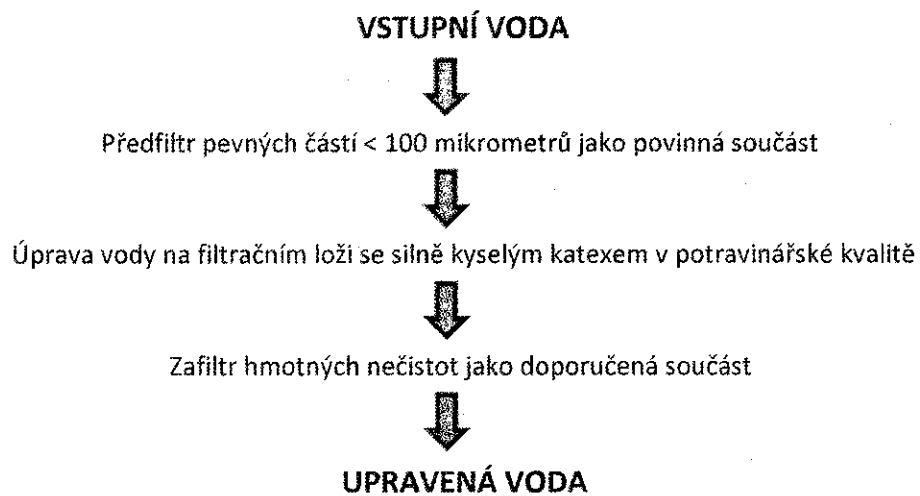 VSTUPNÍ VODA
Předfiltr pevných částí < 100 mikrometrů jako povinná součást
Úprava vody na filtračním loži se silně kyselým katexem v potravinářské kvalitě
Zafiltr hmotných nečistot jako doporučená součást
UPRAVENÁ VODA